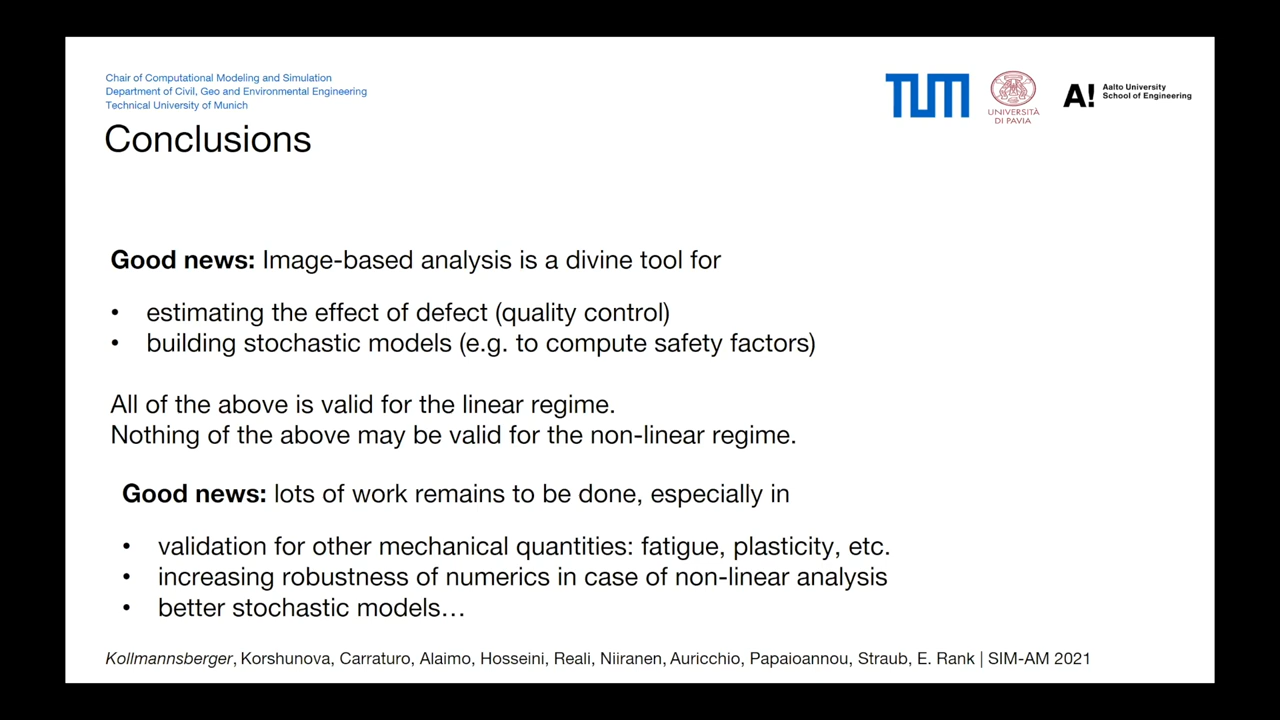 Chair of Computational Modeling and Simulation
Department of Civil, Geo and Environmental Engineering
Technical University of Munich
TUM
UNIVERSITÀ
DI PAVIA
A! Aalto University
School of Engineering
Conclusions
Good news: Image-based analysis is a divine tool for
• estimating the effect of defect (quality control)
• building stochastic models (e.g. to compute safety factors)
All of the above is valid for the linear regime.
Nothing of the above may be valid for the non-linear regime.
Good news: lots of work remains to be done, especially in
• validation for other mechanical quantities: fatigue, plasticity, etc.
• increasing robustness of numerics in case of non-linear analysis
• better stochastic models…
Kollmannsberger, Korshunova, Carraturo, Alaimo, Hosseini, Reali, Niiranen, Auricchio, Papaioannou, Straub, E. Rank | SIM-AM 2021